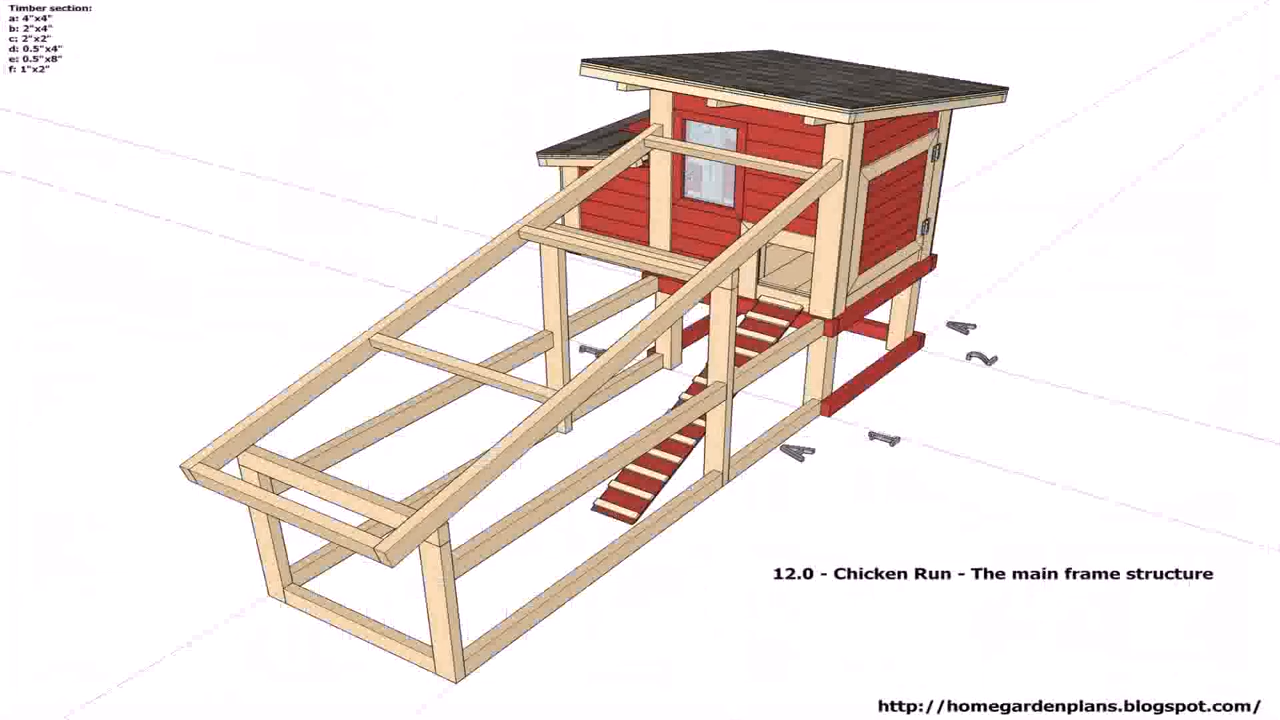 Timber section:
a: 4"x4"
b: 2"x4"
c: 2"x2"
d: 0.5"x4"
e: 0.5"x8"
f: 1"x2"
12.0 - Chicken Run - The main frame structure
http://homegardenplans.blogspot.com/